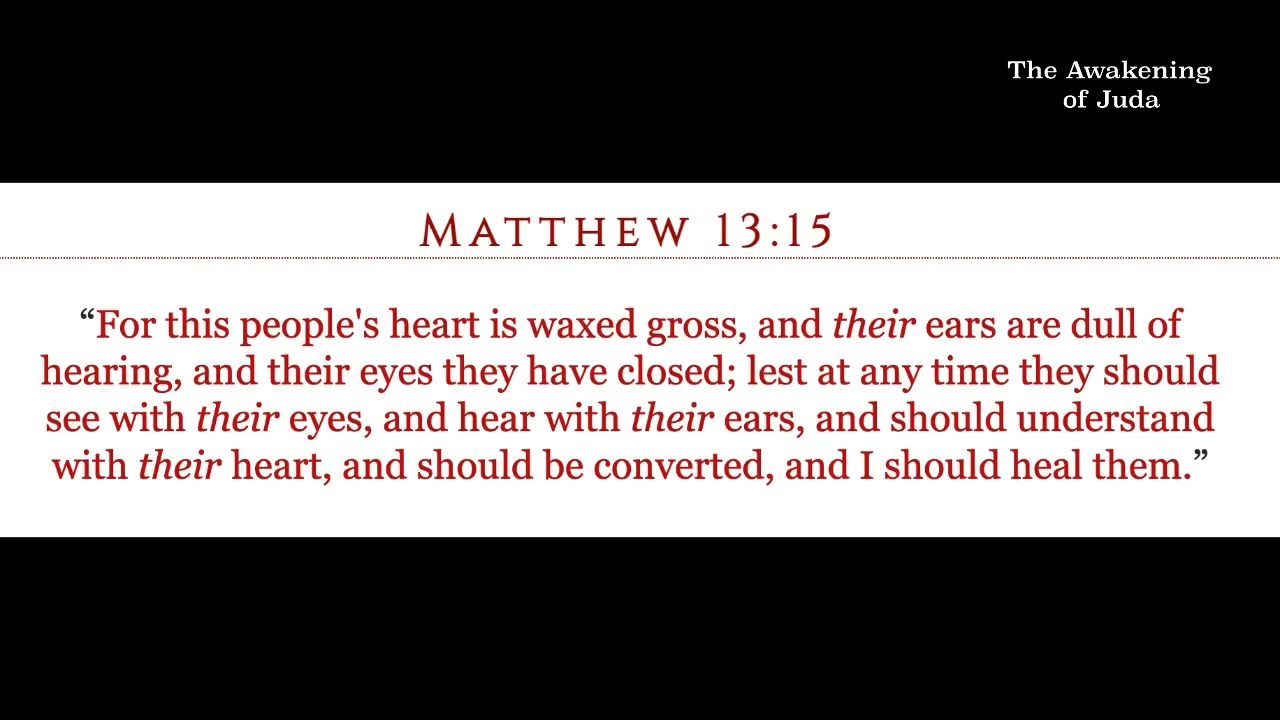 The Awakening
of Juda
MATTHEW 13:15
“For this people's heart is waxed gross, and their ears are dull of
hearing, and their eyes they have closed; lest at any time they should
see with their eyes, and hear with their ears, and should understand
with their heart, and should be converted, and I should heal them.”